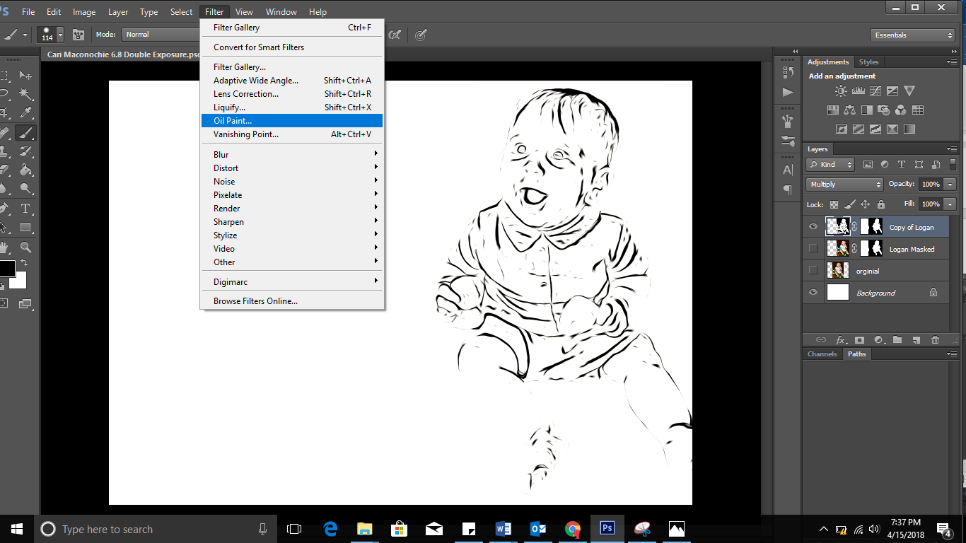 Ps File Edit Image Layer Type Select Filter View Window Help
114 Mode: Normal Essentials
Cari Maconochie 6.8 Double Exposure.psd
Filter Gallery Ctrl+F
Convert for Smart Filters
Filter Gallery...
Adaptive Wide Angle... Shift+Ctrl+A
Lens Correction... Shift+Ctrl+R
Liquify... Shift+Ctrl+X
Oil Paint...
Vanishing Point... Alt+Ctrl+V
Blur
Distort
Noise
Pixelate
Render
Sharpen
Stylize
Video
Other
Digimarc
Browse Filters Online...
Adjustments Styles
Add an adjustment
Layers
Kind
Multiply Opacity: 100%
Lock: Fill: 100%
Copy of Logan
Logan Masked
orginial
Background
fx
Channels Paths
Type here to search
7:37 PM
4/15/2018
4